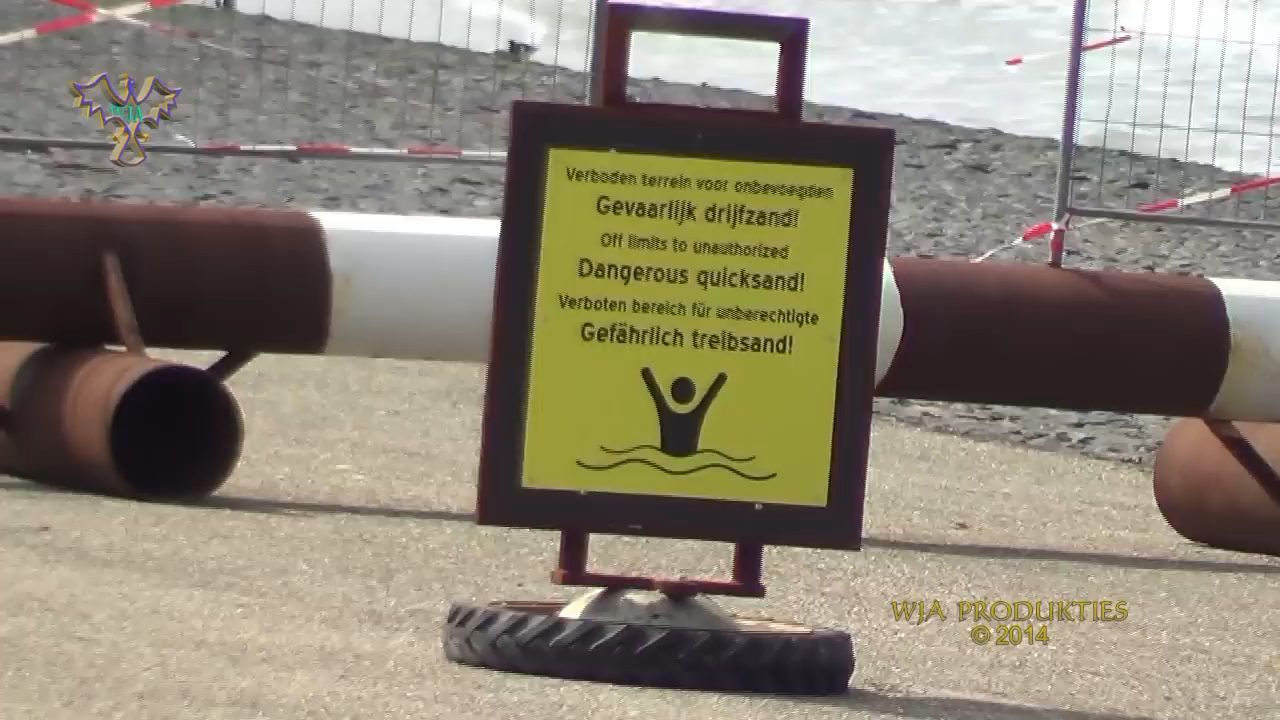 WJA
Verboden terrein voor onbevoegden
Gevaarlijk drijfzand!
Off limits to unauthorized
Dangerous quicksand!
Verboten bereich für unberechtigte
Gefährlich treibsand!
WJA PRODUKTIES
© 2014